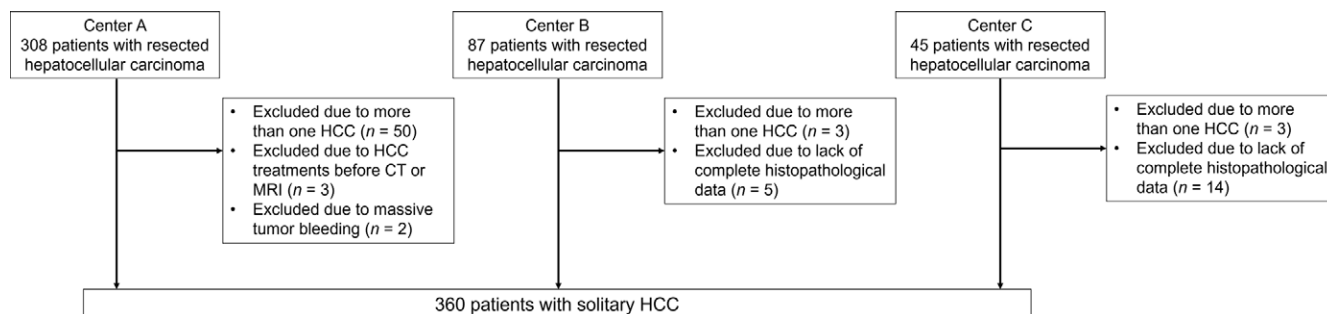 Center A
308 patients with resected
hepatocellular carcinoma
Center B
87 patients with resected
hepatocellular carcinoma
Center C
45 patients with resected
hepatocellular carcinoma
• Excluded due to more
than one HCC (n = 50)
• Excluded due to HCC
treatments before CT or
MRI (n = 3)
• Excluded due to massive
tumor bleeding (n = 2)
• Excluded due to more
than one HCC (n = 3)
• Excluded due to lack of
complete histopathological
data (n = 5)
• Excluded due to more
than one HCC (n = 3)
• Excluded due to lack of
complete histopathological
data (n = 14)
360 patients with solitary HCC